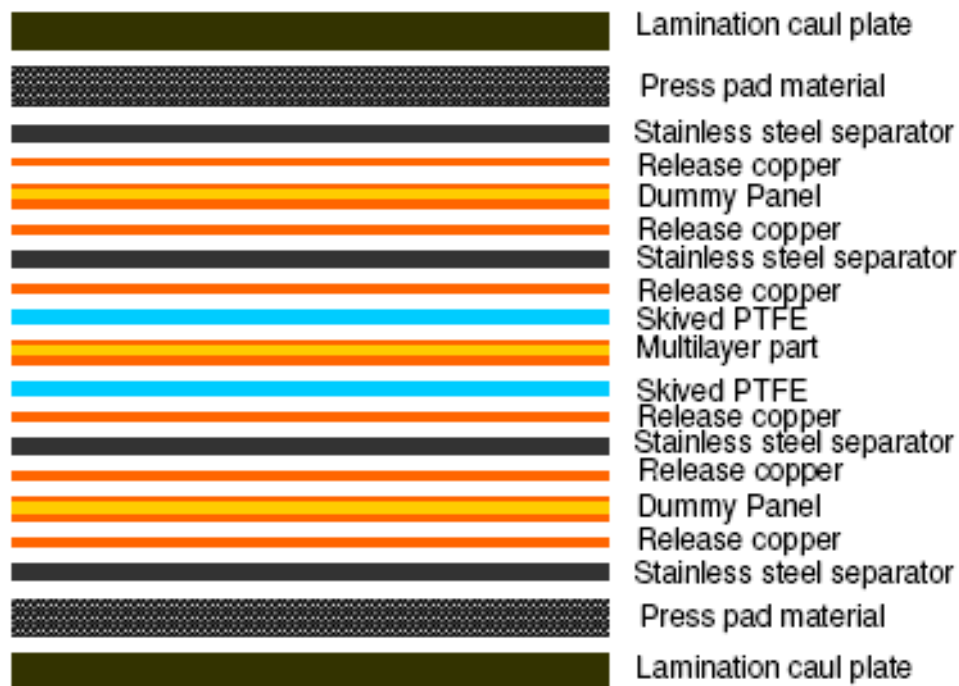 Lamination caul plate
Press pad material
Stainless steel separator
Release copper
Dummy Panel
Release copper
Stainless steel separator
Release copper
Skived PTFE
Multilayer part
Skived PTFE
Release copper
Stainless steel separator
Release copper
Dummy Panel
Release copper
Stainless steel separator
Press pad material
Lamination caul plate